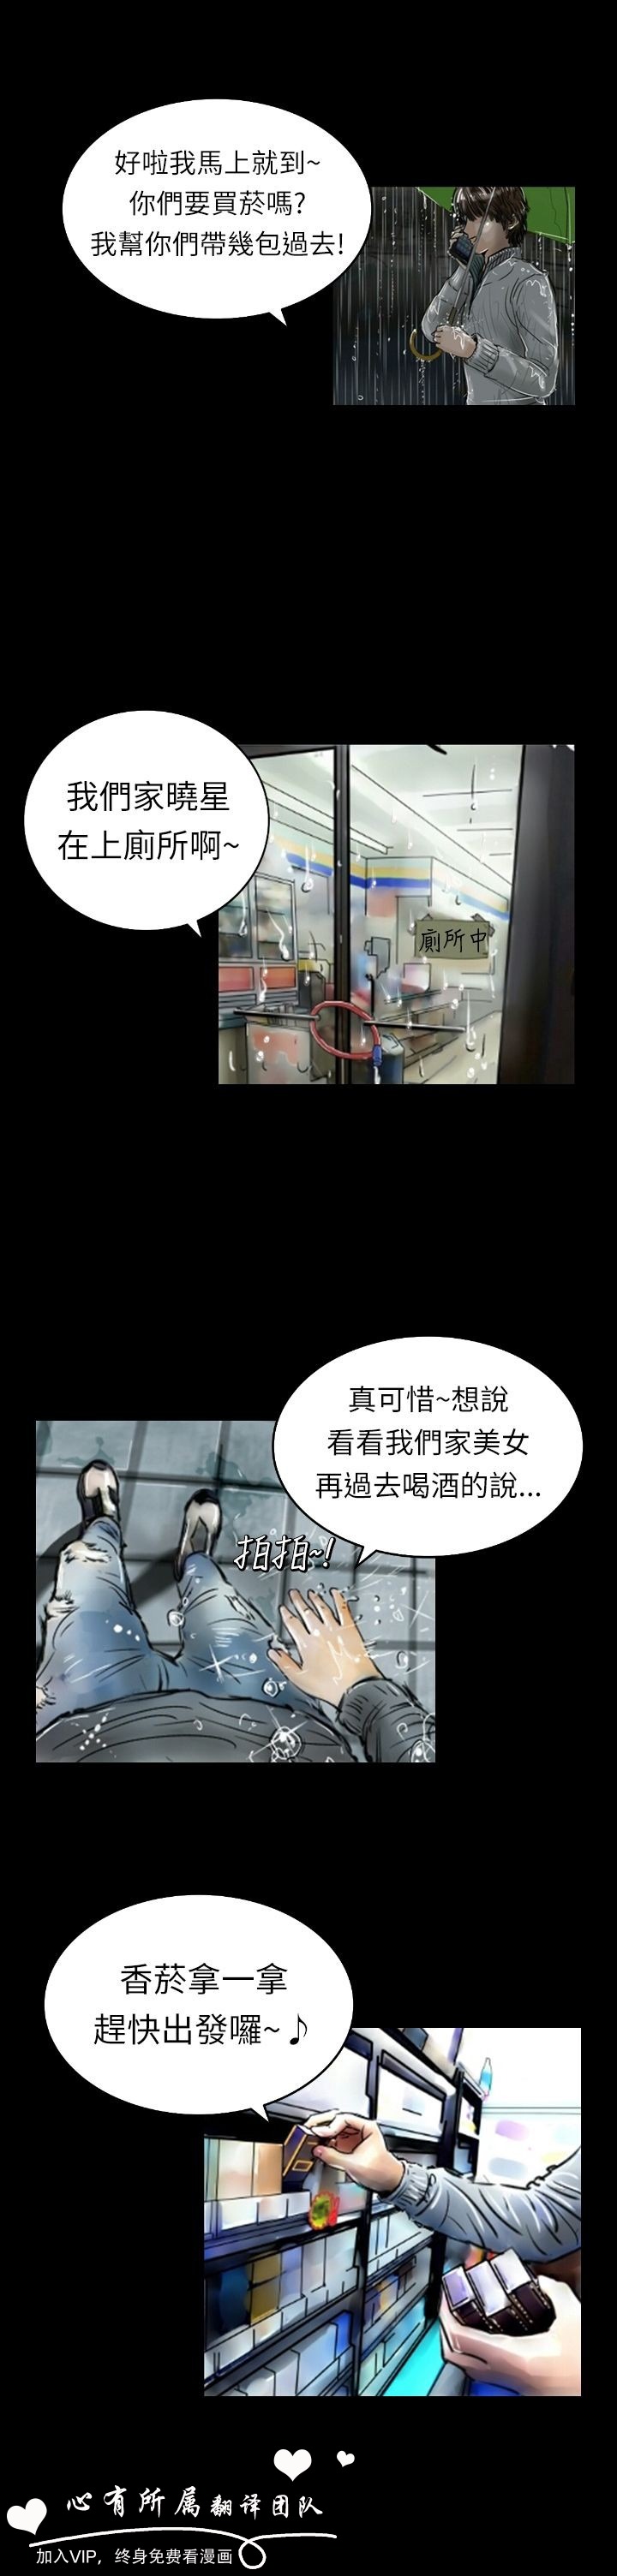 好啦我馬上就到~
你們要買菸嗎?
我幫你們帶幾包過去!
我們家曉星
在上廁所啊~
廁所中
真可惜~想說
看看我們家美女
再過去喝酒的說...
拍拍~!
香菸拿一拿
趕快出發囉~♪
心有所属翻译团队
加入VIP，终身免费看漫画